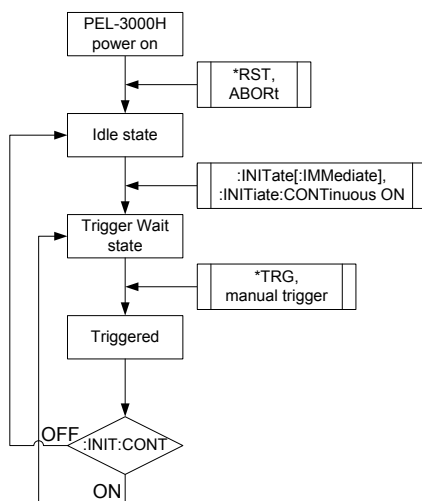 PEL-3000H
power on
*RST,
ABORt
Idle state
:INITate[:IMMediate],
:INITiate:CONTinuous ON
Trigger Wait
state
*TRG,
manual trigger
Triggered
OFF
:INIT:CONT
ON